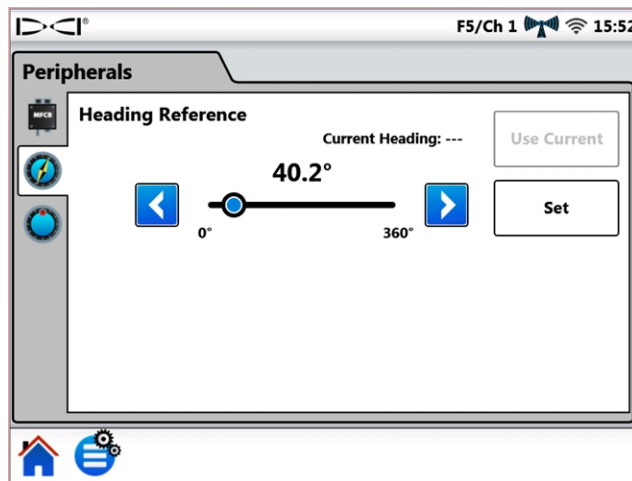 DCI®
F5/Ch 1 15:52
Peripherals
MFCB
Heading Reference
Current Heading: ---
Use Current
40.2°
Set
0°
360°